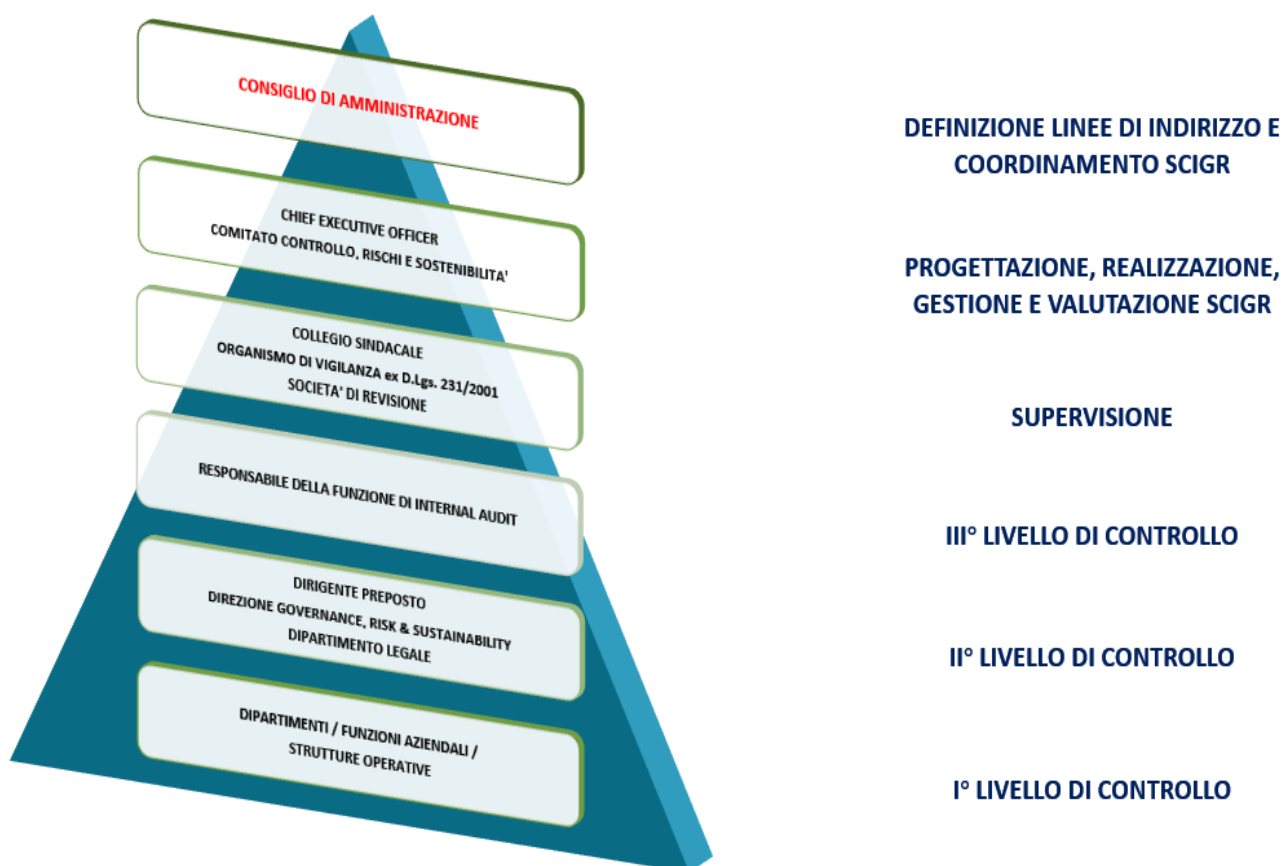 CONSIGLIO DI AMMINISTRAZIONE
DEFINIZIONE LINEE DI INDIRIZZO E
COORDINAMENTO SCIGR
CHIEF EXECUTIVE OFFICER
COMITATO CONTROLLO, RISCHI E SOSTENIBILITA'
PROGETTAZIONE, REALIZZAZIONE,
GESTIONE E VALUTAZIONE SCIGR
COLLEGIO SINDACALE
ORGANISMO DI VIGILANZA ex D.Lgs. 231/2001
SOCIETA' DI REVISIONE
SUPERVISIONE
RESPONSABILE DELLA FUNZIONE DI INTERNAL AUDIT
III° LIVELLO DI CONTROLLO
DIRIGENTE PREPOSTO
DIREZIONE GOVERNANCE, RISK & SUSTAINABILITY
DIPARTIMENTO LEGALE
II° LIVELLO DI CONTROLLO
DIPARTIMENTI / FUNZIONI AZIENDALI /
STRUTTURE OPERATIVE
I° LIVELLO DI CONTROLLO